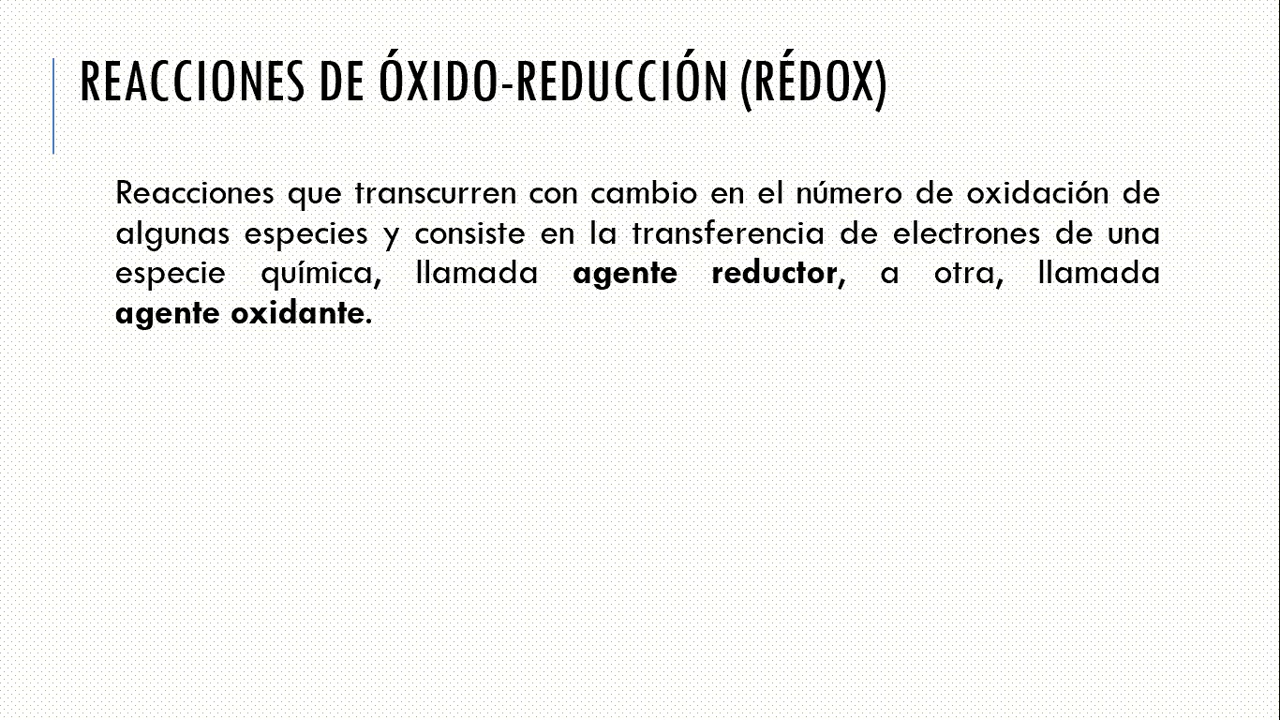 REACCIONES DE ÓXIDO-REDUCCIÓN (RÉDOX)
Reacciones que transcurren con cambio en el número de oxidación de
algunas especies y consiste en la transferencia de electrones de una
especie química, llamada agente reductor, a otra, llamada
agente oxidante.